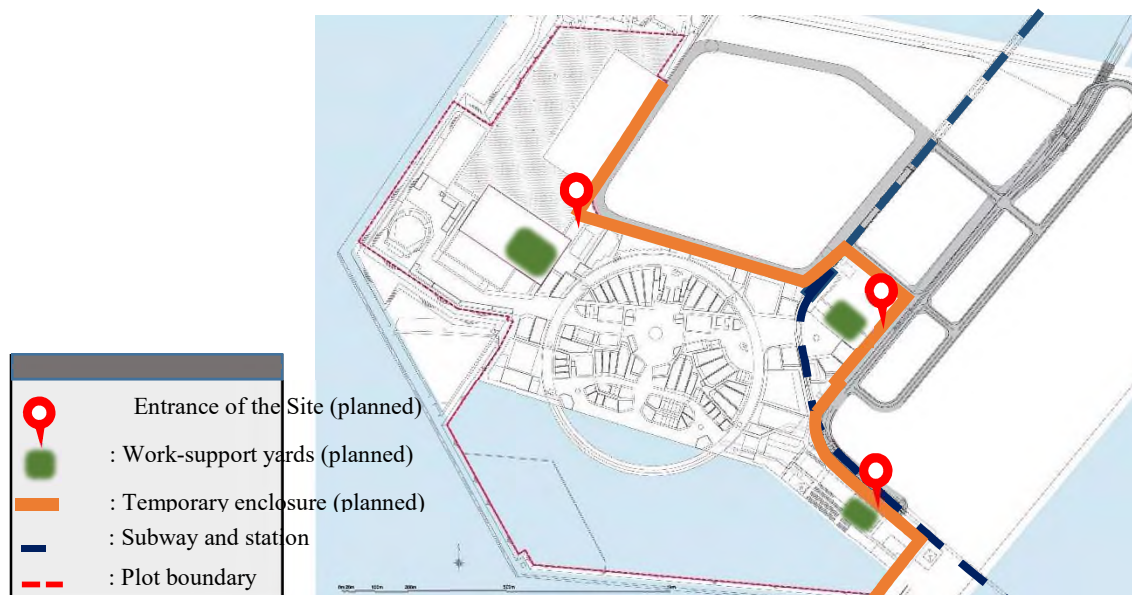 Entrance of the Site (planned)
: Work-support yards (planned)
: Temporary enclosure (planned)
: Subway and station
: Plot boundary